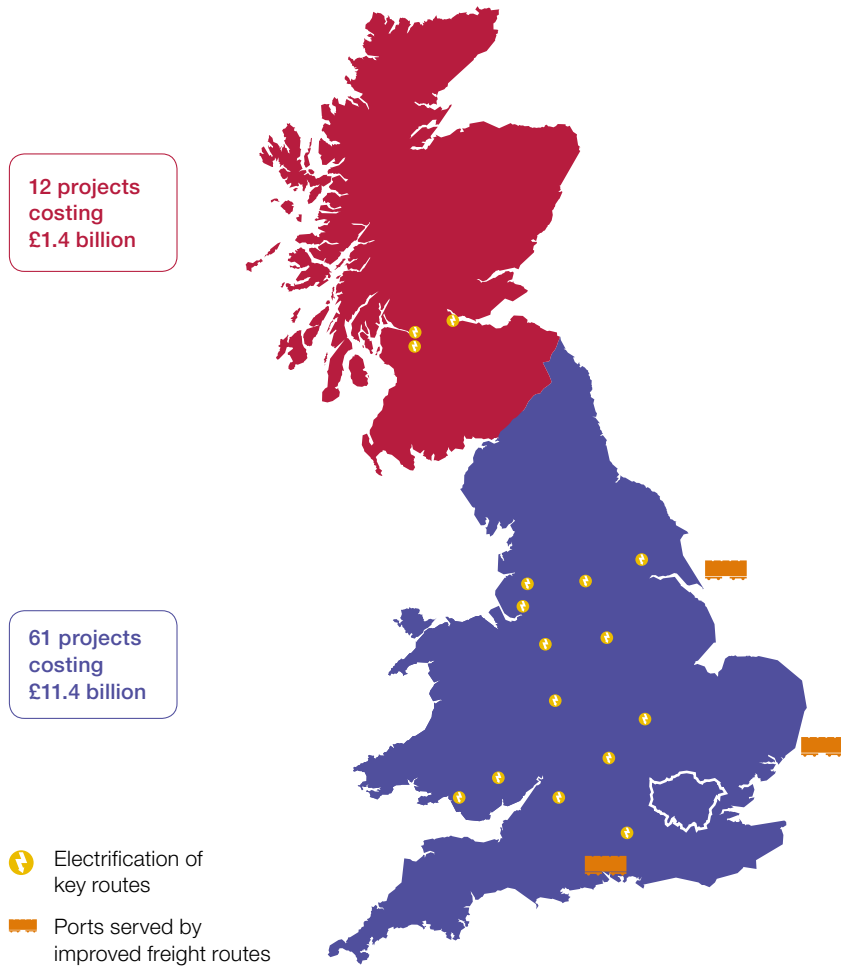 12 projects
costing
£1.4 billion
61 projects
costing
£11.4 billion
Electrification of
key routes
Ports served by
improved freight routes